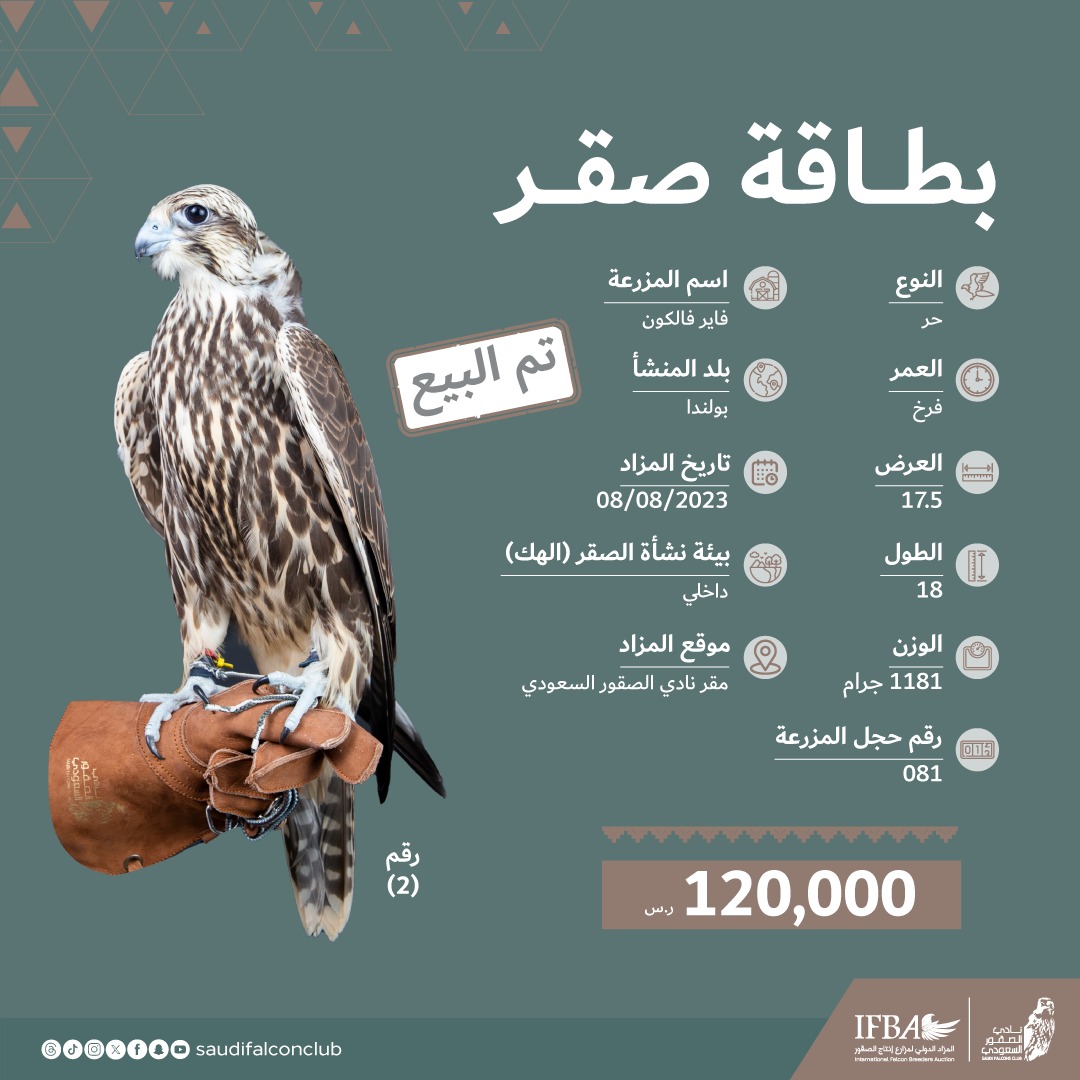 بطاقة صقر
النوع
حر
اسم المزرعة
فاير فالكون
العمر
فرخ
بلد المنشأ
بولندا
تم البيع
العرض
17.5
تاريخ المزاد
08/08/2023
الطول
18
بيئة نشأة الصقر (الهك)
داخلي
الوزن
1181 جرام
موقع المزاد
مقر نادي الصقور السعودي
رقم حجل المزرعة
081
رقم
(2)
120,000 ر.س
saudifalconclub
IFBA
المزاد الدولي لمزارع إنتاج الصقور
International Falcon Breeders Auction
نادي
الصقور
السعودي
SAUDI FALCONS CLUB